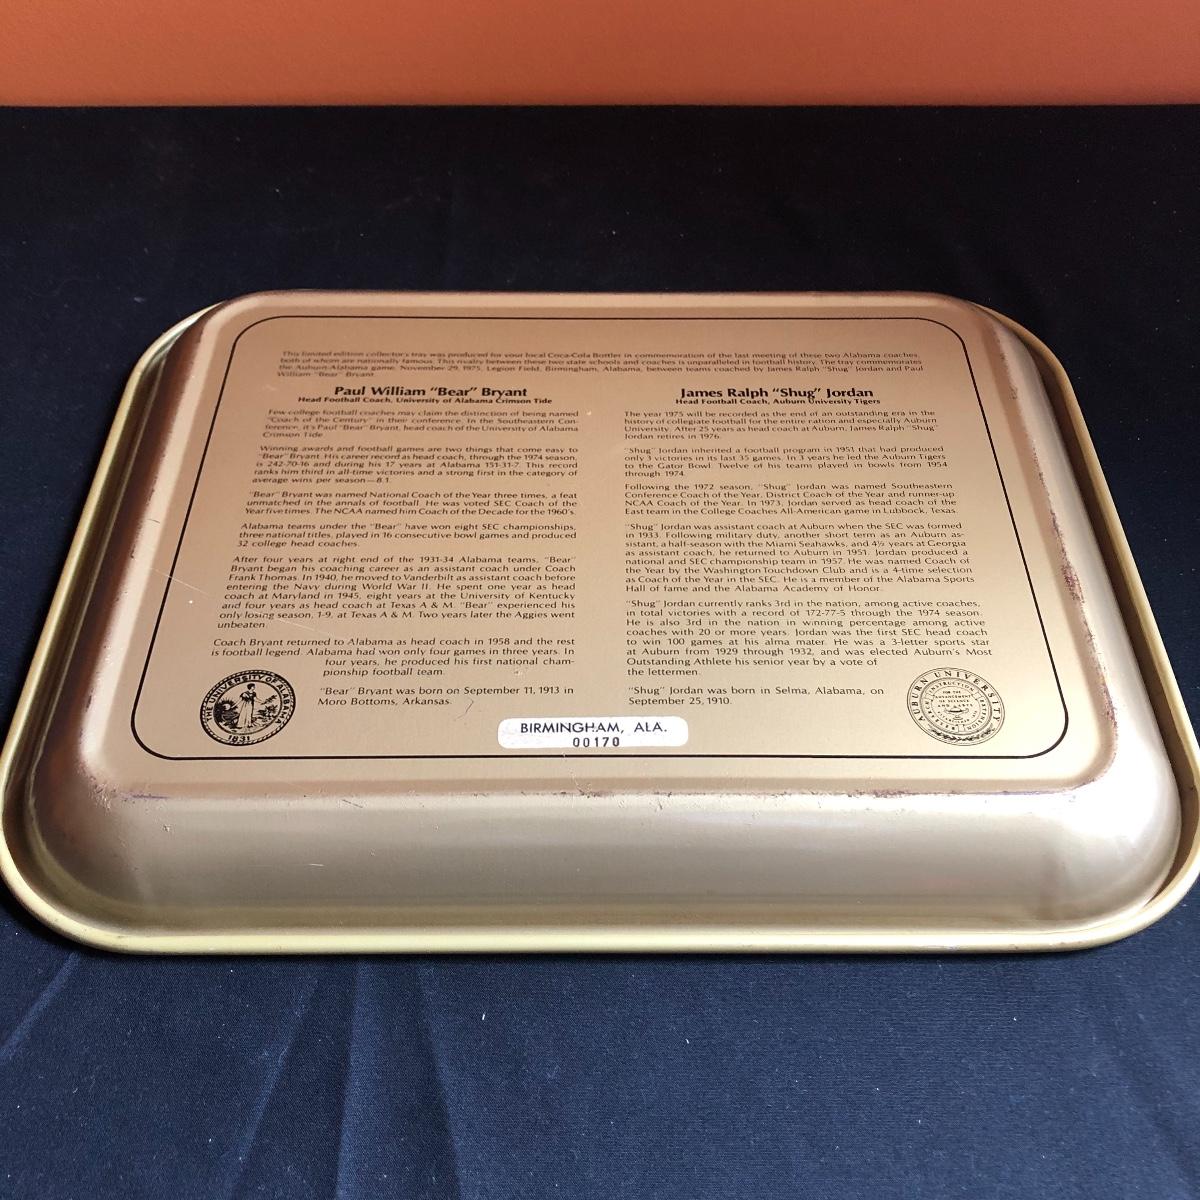 This limited edition collector's tray was produced for your local Coca-Cola Bottler in commemoration of the last meeting of these two Alabama coaches,
both of whom are nationally famous. This rivalry between these two state schools and coaches is unparalleled in football history. The tray commemorates
the Auburn-Alabama game, November 29, 1975, Legion Field, Birmingham, Alabama, between teams coached by James Ralph "Shug" Jordan and Paul
William "Bear" Bryant.
Paul William "Bear" Bryant
Head Football Coach, University of Alabama Crimson Tide
Few college football coaches may claim the distinction of being named
"Coach of the Century" in their conference. In the Southeastern Con-
ference, it's Paul "Bear" Bryant, head coach of the University of Alabama
Crimson Tide.
Winning awards and football games are two things that come easy to
"Bear" Bryant. His career record as head coach, through the 1974 season,
is 242-70-16 and during his 17 years at Alabama 151-31-7. This record
ranks him third in all-time victories and a strong first in the category of
average wins per season—8.1.
"Bear" Bryant was named National Coach of the Year three times, a feat
unmatched in the annals of football. He was voted SEC Coach of the
Year five times. The NCAA named him Coach of the Decade for the 1960's.
Alabama teams under the "Bear" have won eight SEC championships,
three national titles, played in 16 consecutive bowl games and produced
32 college head coaches.
After four years at right end of the 1931-34 Alabama teams, "Bear"
Bryant began his coaching career as an assistant coach under Coach
Frank Thomas. In 1940, he moved to Vanderbilt as assistant coach before
entering the Navy during World War II. He spent one year as head
coach at Maryland in 1945, eight years at the University of Kentucky
and four years as head coach at Texas A & M. "Bear" experienced his
only losing season, 1-9, at Texas A & M. Two years later the Aggies went
unbeaten.
Coach Bryant returned to Alabama as head coach in 1958 and the rest
is football legend. Alabama had won only four games in three years. In
four years, he produced his first national cham-
pionship football team.
"Bear" Bryant was born on September 11, 1913 in
Moro Bottoms, Arkansas.
THE UNIVERSITY OF ALABAMA
1831
James Ralph "Shug" Jordan
Head Football Coach, Auburn University Tigers
The year 1975 will be recorded as the end of an outstanding era in the
history of collegiate football for the entire nation and especially Auburn
University. After 25 years as head coach at Auburn, James Ralph "Shug"
Jordan retires in 1976.
"Shug" Jordan inherited a football program in 1951 that had produced
only 3 victories in its last 35 games. In 3 years he led the Auburn Tigers
to the Gator Bowl. Twelve of his teams played in bowls from 1954
through 1974.
Following the 1972 season, "Shug" Jordan was named Southeastern
Conference Coach of the Year, District Coach of the Year and runner-up
NCAA Coach of the Year. In 1973, Jordan served as head coach of the
East team in the College Coaches All-American game in Lubbock, Texas.
"Shug" Jordan was assistant coach at Auburn when the SEC was formed
in 1933. Following military duty, another short term as an Auburn as-
sistant, a half-season with the Miami Seahawks, and 4½ years at Georgia
as assistant coach, he returned to Auburn in 1951. Jordan produced a
national and SEC championship team in 1957. He was named Coach of
the Year by the Washington Touchdown Club and is a 4-time selection
as Coach of the Year in the SEC. He is a member of the Alabama Sports
Hall of fame and the Alabama Academy of Honor.
"Shug" Jordan currently ranks 3rd in the nation, among active coaches,
in total victories with a record of 172-77-5 through the 1974 season.
He is also 3rd in the nation in winning percentage among active
coaches with 20 or more years. Jordan was the first SEC head coach
to win 100 games at his alma mater. He was a 3-letter sports star
at Auburn from 1929 through 1932, and was elected Auburn's Most
Outstanding Athlete his senior year by a vote of
the lettermen.
"Shug" Jordan was born in Selma, Alabama, on
September 25, 1910.
AUBURN UNIVERSITY
INSTRUCTION
FOR THE
ADVANCEMENT
OF SCIENCE
AND ARTS
BIRMINGHAM, ALA.
00170